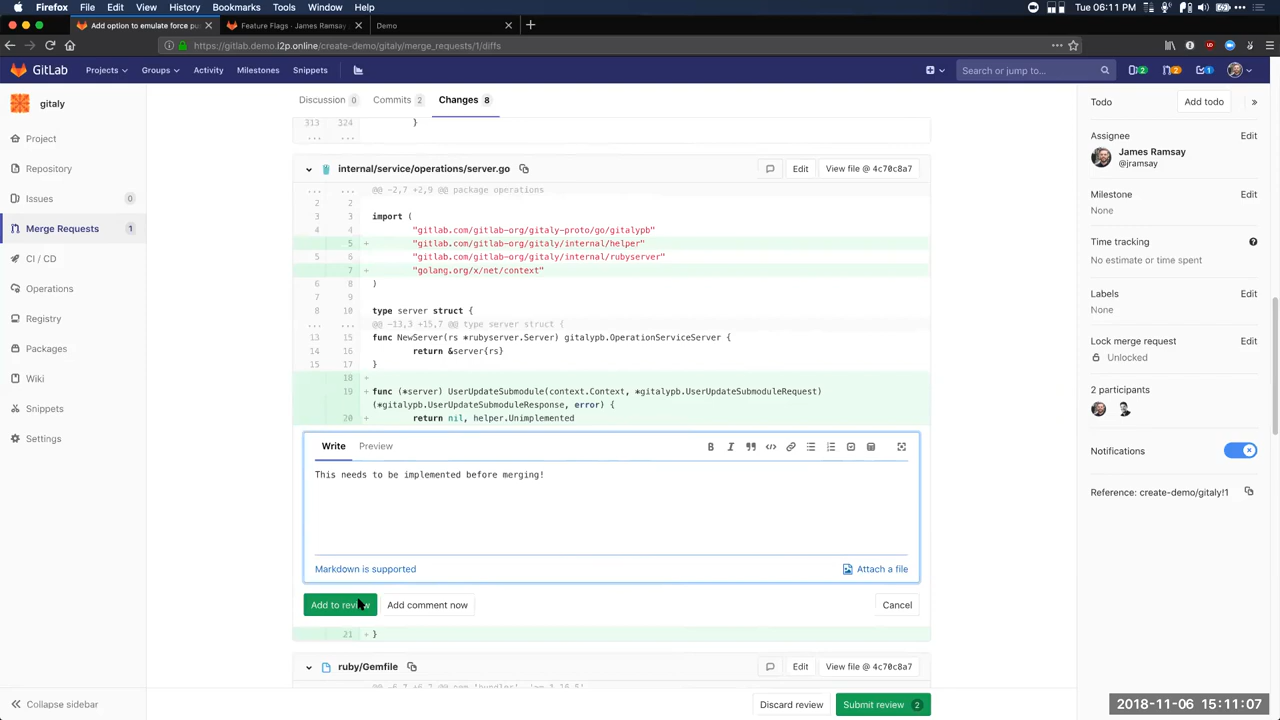 Firefox File Edit View History Bookmarks Tools Window Help
Tue 06:11 PM
Add option to emulate force pu
Feature Flags - James Ramsay
Demo
https://gitlab.demo.i2p.online/create-demo/gitaly/merge_requests/1/diffs
GitLab Projects Groups Activity Milestones Snippets
Search or jump to...
2 2 1
gitaly
Project
Repository
Issues 0
Merge Requests 1
CI / CD
Operations
Registry
Packages
Wiki
Snippets
Settings
Collapse sidebar
Discussion 0 Commits 2 Changes 8
313 324 }
... ...
internal/service/operations/server.go Edit View file @ 4c70c8a7
... ... @@ -2,7 +2,9 @@ package operations
2 2
3 3 import (
4 4 "gitlab.com/gitlab-org/gitaly-proto/go/gitalypb"
5 + "gitlab.com/gitlab-org/gitaly/internal/helper"
5 6 "gitlab.com/gitlab-org/gitaly/internal/rubyserver"
7 + "golang.org/x/net/context"
6 8 )
7 9
8 10 type server struct {
... ... @@ -13,3 +15,7 @@ type server struct {
13 15 func NewServer(rs *rubyserver.Server) gitalypb.OperationServiceServer {
14 16 return &server{rs}
15 17 }
18 +
19 + func (*server) UserUpdateSubmodule(context.Context, *gitalypb.UserUpdateSubmoduleRequest)
(*gitalypb.UserUpdateSubmoduleResponse, error) {
20 + return nil, helper.Unimplemented
Write Preview
This needs to be implemented before merging!
Markdown is supported
Attach a file
Add to review Add comment now Cancel
21 + }
ruby/Gemfile Edit View file @ 4c70c8a7
Discard review Submit review 2
Todo Add todo
Assignee Edit
James Ramsay
@jramsay
Milestone Edit
None
Time tracking
No estimate or time spent
Labels Edit
None
Lock merge request Edit
Unlocked
2 participants
Notifications
Reference: create-demo/gitaly!1
2018-11-06 15:11:07